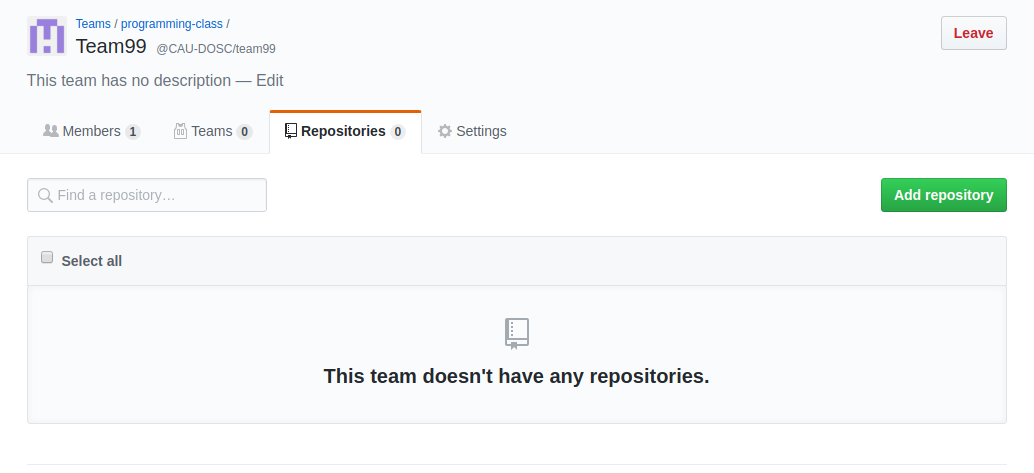 Teams / programming-class /
Team99 @CAU-DOSC/team99
Leave
This team has no description — Edit
Members 1
Teams 0
Repositories 0
Settings
Find a repository…
Add repository
Select all
This team doesn't have any repositories.